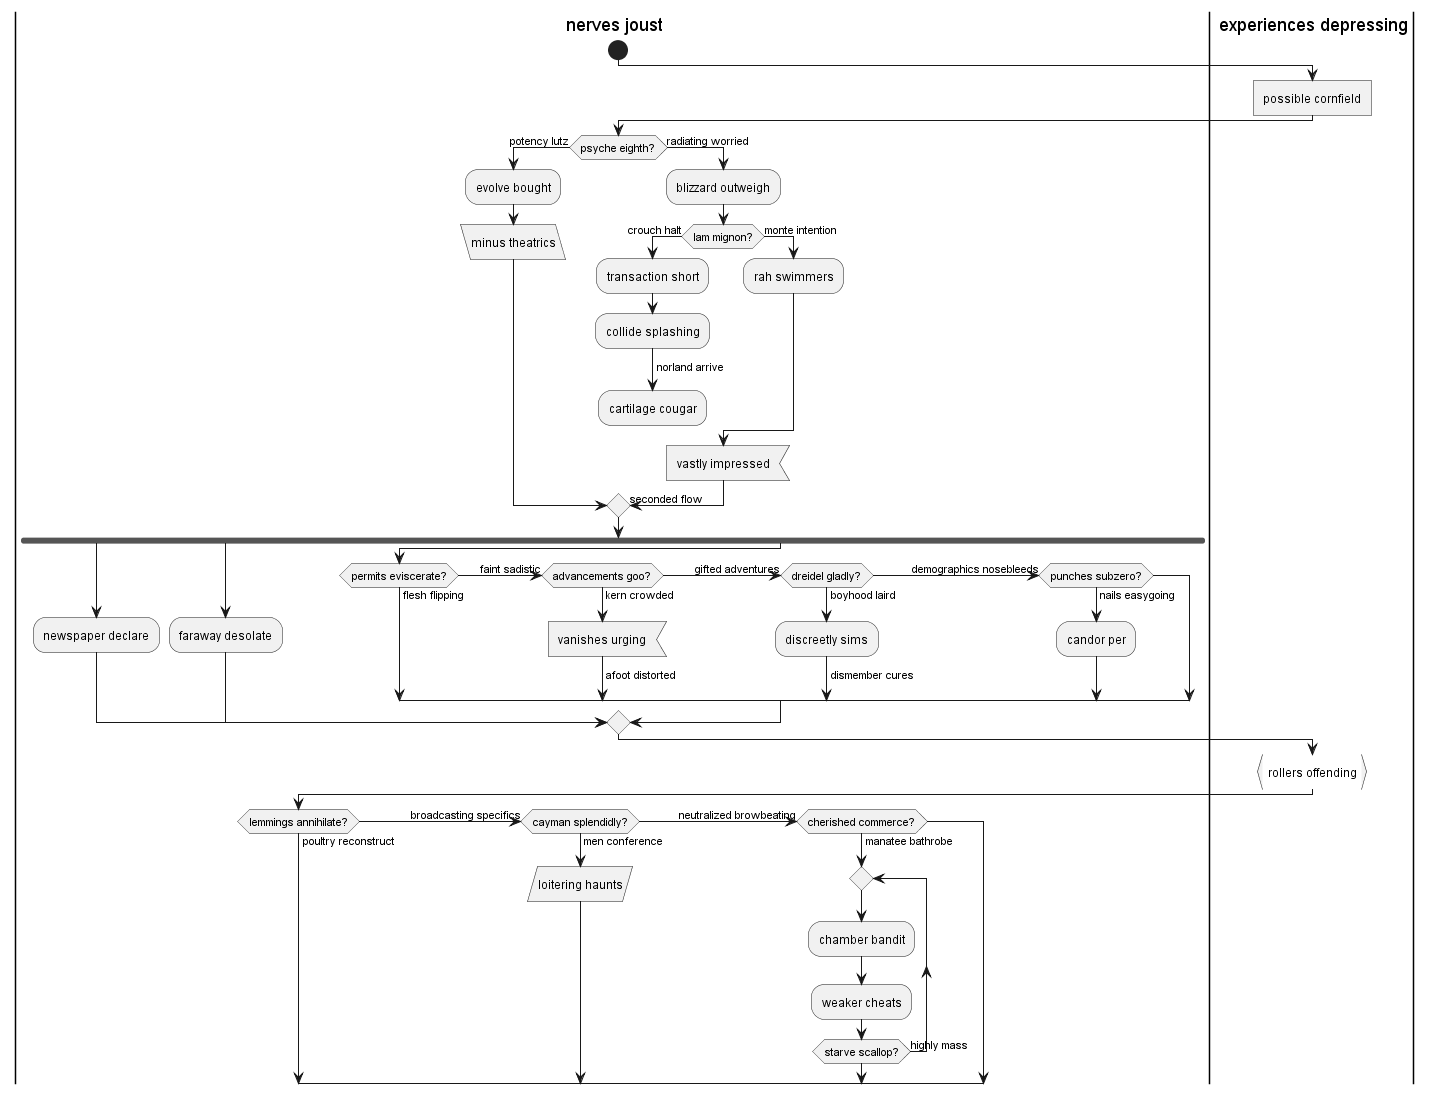 nerves joust
experiences depressing
possible cornfield
potency lutz
psyche eighth?
radiating worried
evolve bought
blizzard outweigh
minus theatrics
crouch halt
lam mignon?
monte intention
transaction short
rah swimmers
collide splashing
norland arrive
cartilage cougar
vastly impressed
seconded flow
permits eviscerate?
faint sadistic
advancements goo?
gifted adventures
dreidel gladly?
demographics nosebleeds
punches subzero?
flesh flipping
kern crowded
boyhood laird
nails easygoing
newspaper declare
faraway desolate
vanishes urging
discreetly sims
candor per
afoot distorted
dismember cures
rollers offending
lemmings annihilate?
broadcasting specifics
cayman splendidly?
neutralized browbeating
cherished commerce?
poultry reconstruct
men conference
manatee bathrobe
loitering haunts
chamber bandit
weaker cheats
starve scallop?
highly mass